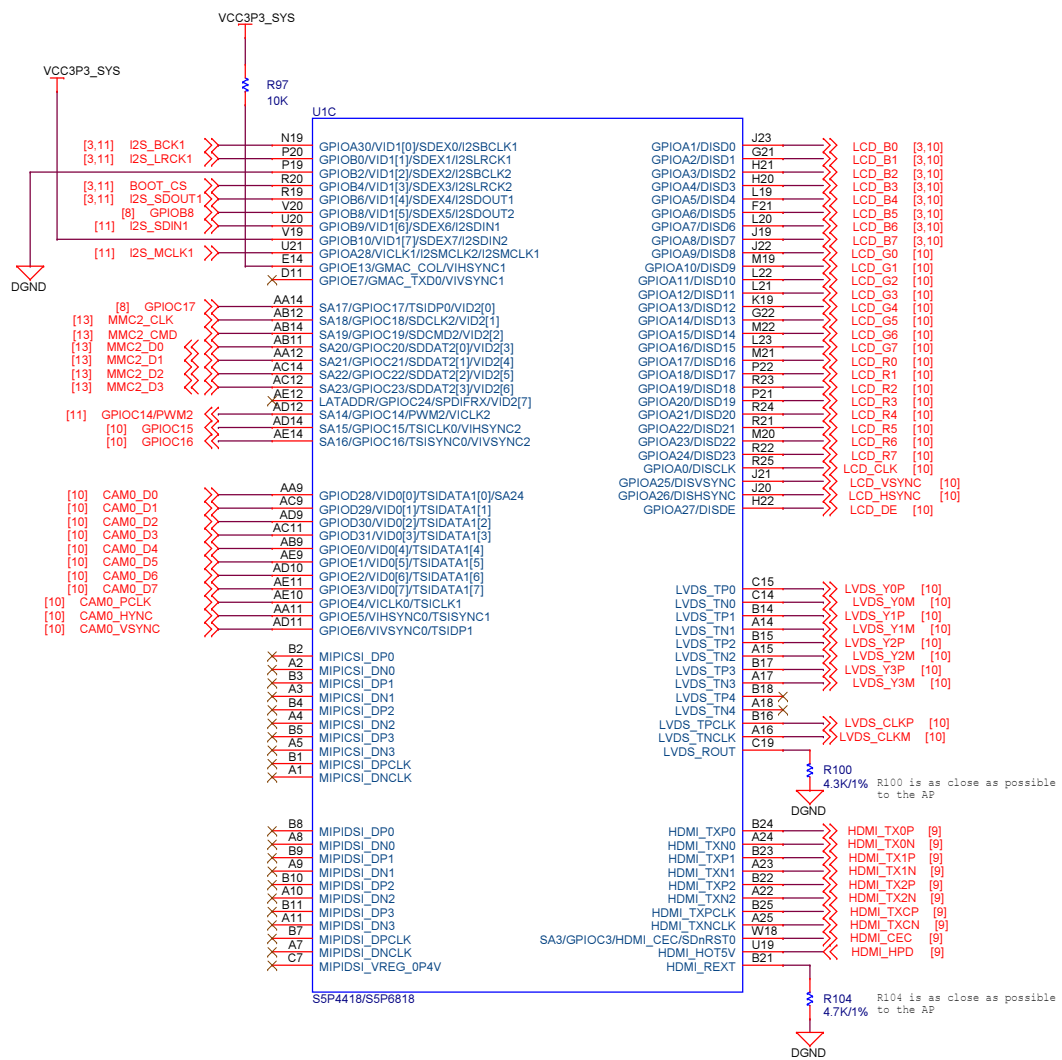 VCC3P3_SYS
VCC3P3_SYS
R97
10K
U1C
[3,11] I2S_BCK1 N19 GPIOA30/VID1[0]/SDEX0/I2SBCLK1
[3,11] I2S_LRCK1 P20 GPIOB0/VID1[1]/SDEX1/I2SLRCK1
P19 GPIOB2/VID1[2]/SDEX2/I2SBCLK2
[3,11] BOOT_CS R20 GPIOB4/VID1[3]/SDEX3/I2SLRCK2
[3,11] I2S_SDOUT1 R19 GPIOB6/VID1[4]/SDEX4/I2SDOUT1
[8] GPIOB8 V20 GPIOB8/VID1[5]/SDEX5/I2SDOUT2
[11] I2S_SDIN1 U20 GPIOB9/VID1[6]/SDEX6/I2SDIN1
V19 GPIOB10/VID1[7]/SDEX7/I2SDIN2
[11] I2S_MCLK1 U21 GPIOA28/VICLK1/I2SMCLK2/I2SMCLK1
E14 GPIOE13/GMAC_COL/VIHSYNC1
D11 GPIOE7/GMAC_TXD0/VIVSYNC1
DGND
[8] GPIOC17 AA14 SA17/GPIOC17/TSIDP0/VID2[0]
[13] MMC2_CLK AB12 SA18/GPIOC18/SDCLK2/VID2[1]
[13] MMC2_CMD AB14 SA19/GPIOC19/SDCMD2/VID2[2]
[13] MMC2_D0 AB11 SA20/GPIOC20/SDDAT2[0]/VID2[3]
[13] MMC2_D1 AA12 SA21/GPIOC21/SDDAT2[1]/VID2[4]
[13] MMC2_D2 AC14 SA22/GPIOC22/SDDAT2[2]/VID2[5]
[13] MMC2_D3 AC12 SA23/GPIOC23/SDDAT2[3]/VID2[6]
AE12 LATADDR/GPIOC24/SPDIFRX/VID2[7]
[11] GPIOC14/PWM2 AD12 SA14/GPIOC14/PWM2/VICLK2
[10] GPIOC15 AD14 SA15/GPIOC15/TSICLK0/VIHSYNC2
[10] GPIOC16 AE14 SA16/GPIOC16/TSISYNC0/VIVSYNC2
[10] CAM0_D0 AA9 GPIOD28/VID0[0]/TSIDATA1[0]/SA24
[10] CAM0_D1 AC9 GPIOD29/VID0[1]/TSIDATA1[1]
[10] CAM0_D2 AD9 GPIOD30/VID0[2]/TSIDATA1[2]
[10] CAM0_D3 AC11 GPIOD31/VID0[3]/TSIDATA1[3]
[10] CAM0_D4 AB9 GPIOE0/VID0[4]/TSIDATA1[4]
[10] CAM0_D5 AE9 GPIOE1/VID0[5]/TSIDATA1[5]
[10] CAM0_D6 AD10 GPIOE2/VID0[6]/TSIDATA1[6]
[10] CAM0_D7 AE11 GPIOE3/VID0[7]/TSIDATA1[7]
[10] CAM0_PCLK AE10 GPIOE4/VICLK0/TSICLK1
[10] CAM0_HYNC AA11 GPIOE5/VIHSYNC0/TSISYNC1
[10] CAM0_VSYNC AD11 GPIOE6/VIVSYNC0/TSIDP1
B2 MIPICSI_DP0
A2 MIPICSI_DN0
B3 MIPICSI_DP1
A3 MIPICSI_DN1
B4 MIPICSI_DP2
A4 MIPICSI_DN2
B5 MIPICSI_DP3
A5 MIPICSI_DN3
B1 MIPICSI_DPCLK
A1 MIPICSI_DNCLK
B8 MIPIDSI_DP0
A8 MIPIDSI_DN0
B9 MIPIDSI_DP1
A9 MIPIDSI_DN1
B10 MIPIDSI_DP2
A10 MIPIDSI_DN2
B11 MIPIDSI_DP3
A11 MIPIDSI_DN3
B7 MIPIDSI_DPCLK
A7 MIPIDSI_DNCLK
C7 MIPIDSI_VREG_0P4V
S5P4418/S5P6818
GPIOA1/DISD0 J23 LCD_B0 [3,10]
GPIOA2/DISD1 G21 LCD_B1 [3,10]
GPIOA3/DISD2 H21 LCD_B2 [3,10]
GPIOA4/DISD3 H20 LCD_B3 [3,10]
GPIOA5/DISD4 L19 LCD_B4 [3,10]
GPIOA6/DISD5 F21 LCD_B5 [3,10]
GPIOA7/DISD6 L20 LCD_B6 [3,10]
GPIOA8/DISD7 J19 LCD_B7 [3,10]
GPIOA9/DISD8 J22 LCD_G0 [10]
GPIOA10/DISD9 M19 LCD_G1 [10]
GPIOA11/DISD10 L22 LCD_G2 [10]
GPIOA12/DISD11 L21 LCD_G3 [10]
GPIOA13/DISD12 K19 LCD_G4 [10]
GPIOA14/DISD13 G22 LCD_G5 [10]
GPIOA15/DISD14 M22 LCD_G6 [10]
GPIOA16/DISD15 L23 LCD_G7 [10]
GPIOA17/DISD16 M21 LCD_R0 [10]
GPIOA18/DISD17 P22 LCD_R1 [10]
GPIOA19/DISD18 R23 LCD_R2 [10]
GPIOA20/DISD19 P21 LCD_R3 [10]
GPIOA21/DISD20 R24 LCD_R4 [10]
GPIOA22/DISD21 R21 LCD_R5 [10]
GPIOA23/DISD22 M20 LCD_R6 [10]
GPIOA24/DISD23 R22 LCD_R7 [10]
GPIOA0/DISCLK R25 LCD_CLK [10]
GPIOA25/DISVSYNC J21 LCD_VSYNC [10]
GPIOA26/DISHSYNC J20 LCD_HSYNC [10]
GPIOA27/DISDE H22 LCD_DE [10]
LVDS_TP0 C15 LVDS_Y0P [10]
LVDS_TN0 C14 LVDS_Y0M [10]
LVDS_TP1 B14 LVDS_Y1P [10]
LVDS_TN1 A14 LVDS_Y1M [10]
LVDS_TP2 B15 LVDS_Y2P [10]
LVDS_TN2 A15 LVDS_Y2M [10]
LVDS_TP3 B17 LVDS_Y3P [10]
LVDS_TN3 A17 LVDS_Y3M [10]
LVDS_TP4 B18
LVDS_TN4 A18
LVDS_TPCLK B16 LVDS_CLKP [10]
LVDS_TNCLK A16 LVDS_CLKM [10]
LVDS_ROUT C19
R100
4.3K/1%
R100 is as close as possible
to the AP
DGND
HDMI_TXP0 B24 HDMI_TX0P [9]
HDMI_TXN0 A24 HDMI_TX0N [9]
HDMI_TXP1 B23 HDMI_TX1P [9]
HDMI_TXN1 A23 HDMI_TX1N [9]
HDMI_TXP2 B22 HDMI_TX2P [9]
HDMI_TXN2 A22 HDMI_TX2N [9]
HDMI_TXPCLK B25 HDMI_TXCP [9]
HDMI_TXNCLK A25 HDMI_TXCN [9]
SA3/GPIOC3/HDMI_CEC/SDnRST0 W18 HDMI_CEC [9]
HDMI_HOT5V U19 HDMI_HPD [9]
HDMI_REXT B21
R104
4.7K/1%
R104 is as close as possible
to the AP
DGND